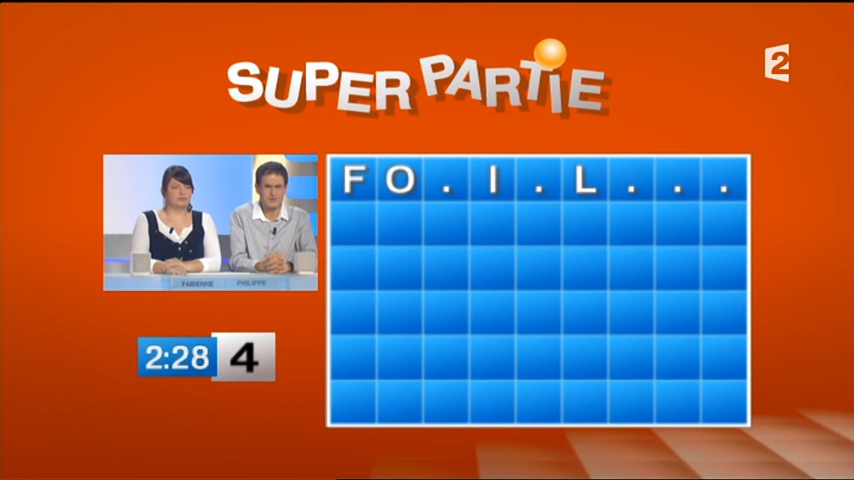 SUPER PARTIE
2
FO.I.L...
FABIENNE PHILIPPE
2:28 4